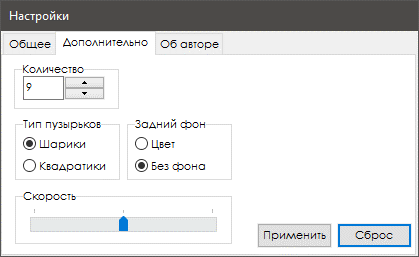 Настройки
Общее Дополнительно Об авторе
Количество
9
Тип пузырьков Задний фон
Шарики Цвет
Квадратики Без фона
Скорость
Применить Сброс